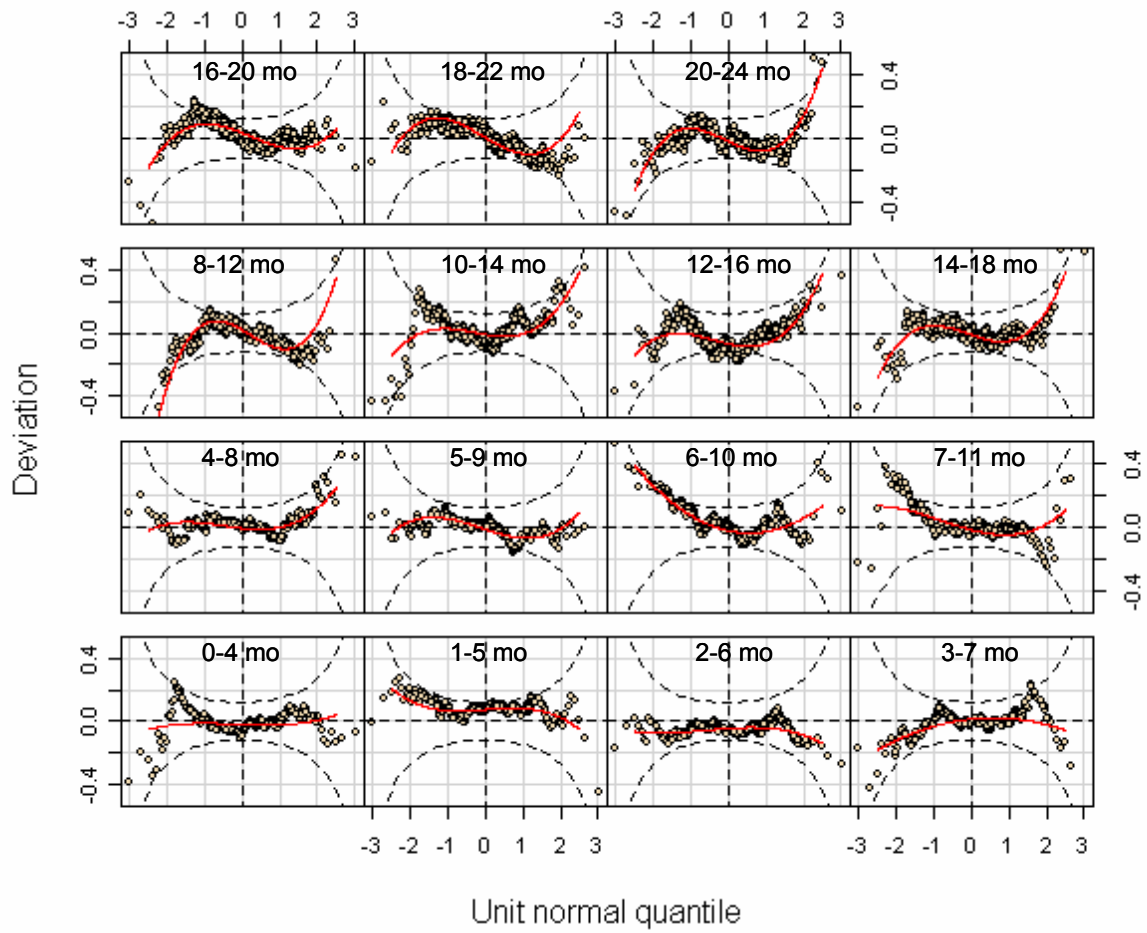 -3 -2 -1 0 1 2 3 -3 -2 -1 0 1 2 3
16-20 mo 18-22 mo 20-24 mo
0.4
0.0
-0.4
8-12 mo 10-14 mo 12-16 mo 14-18 mo
0.4
0.0
-0.4
Deviation
4-8 mo 5-9 mo 6-10 mo 7-11 mo
0.4
0.0
-0.4
0-4 mo 1-5 mo 2-6 mo 3-7 mo
0.4
0.0
-0.4
-3 -2 -1 0 1 2 3 -3 -2 -1 0 1 2 3
Unit normal quantile